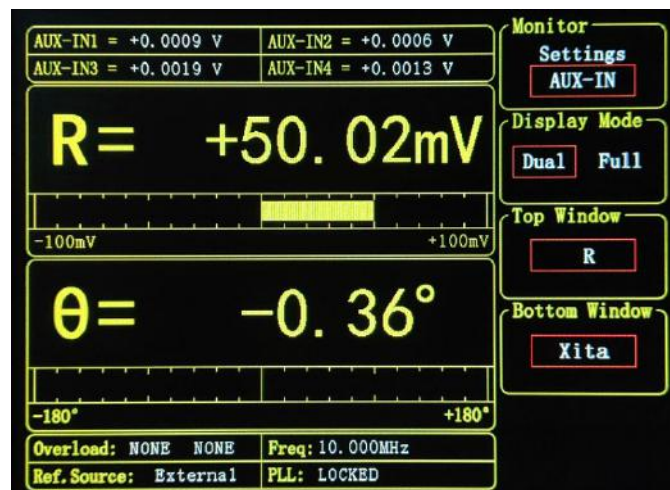 AUX-IN1 = +0.0009 V
AUX-IN2 = +0.0006 V
AUX-IN3 = +0.0019 V
AUX-IN4 = +0.0013 V
R= +50.02mV
-100mV
+100mV
θ= -0.36°
-180°
+180°
Overload: NONE NONE
Freq: 10.000MHz
Ref.Source: External
PLL: LOCKED
Monitor
Settings
AUX-IN
Display Mode
Dual Full
Top Window
R
Bottom Window
Xita